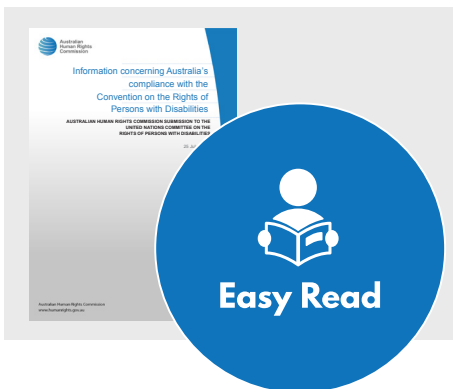 Australian
Human Rights
Commission
Information concerning Australia's
compliance with the
Convention on the Rights of
Persons with Disabilities
AUSTRALIAN HUMAN RIGHTS COMMISSION SUBMISSION TO THE
UNITED NATIONS COMMITTEE ON THE
RIGHTS OF PERSONS WITH DISABILITIES
Easy Read
Australian Human Rights Commission
www.humanrights.gov.au